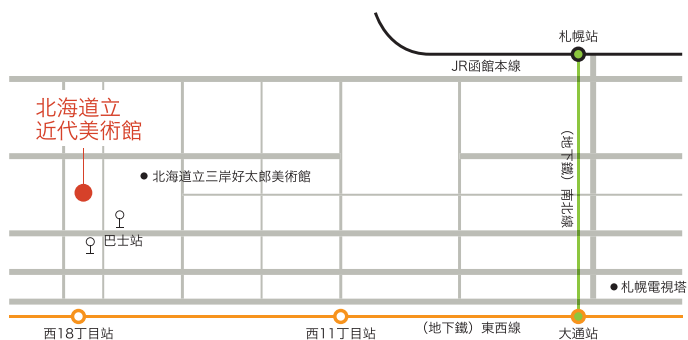 札幌站
JR函館本線
北海道立
近代美術館
（地下鐵）南北線
北海道立三岸好太郎美術館
巴士站
札幌電視塔
（地下鐵）東西線
西18丁目站
西11丁目站
大通站